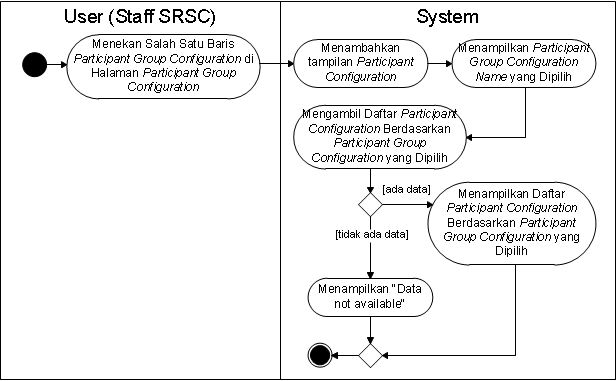 User (Staff SRSC)
System
Menekan Salah Satu Baris
Participant Group Configuration di
Halaman Participant Group
Configuration
Menambahkan
tampilan Participant
Configuration
Menampilkan Participant
Group Configuration
Name yang Dipilih
Mengambil Daftar Participant
Configuration Berdasarkan
Participant Group
Configuration yang Dipilih
[ada data]
Menampilkan Daftar
Participant Configuration
Berdasarkan Participant
Group Configuration yang
Dipilih
[tidak ada data]
Menampilkan "Data
not available"